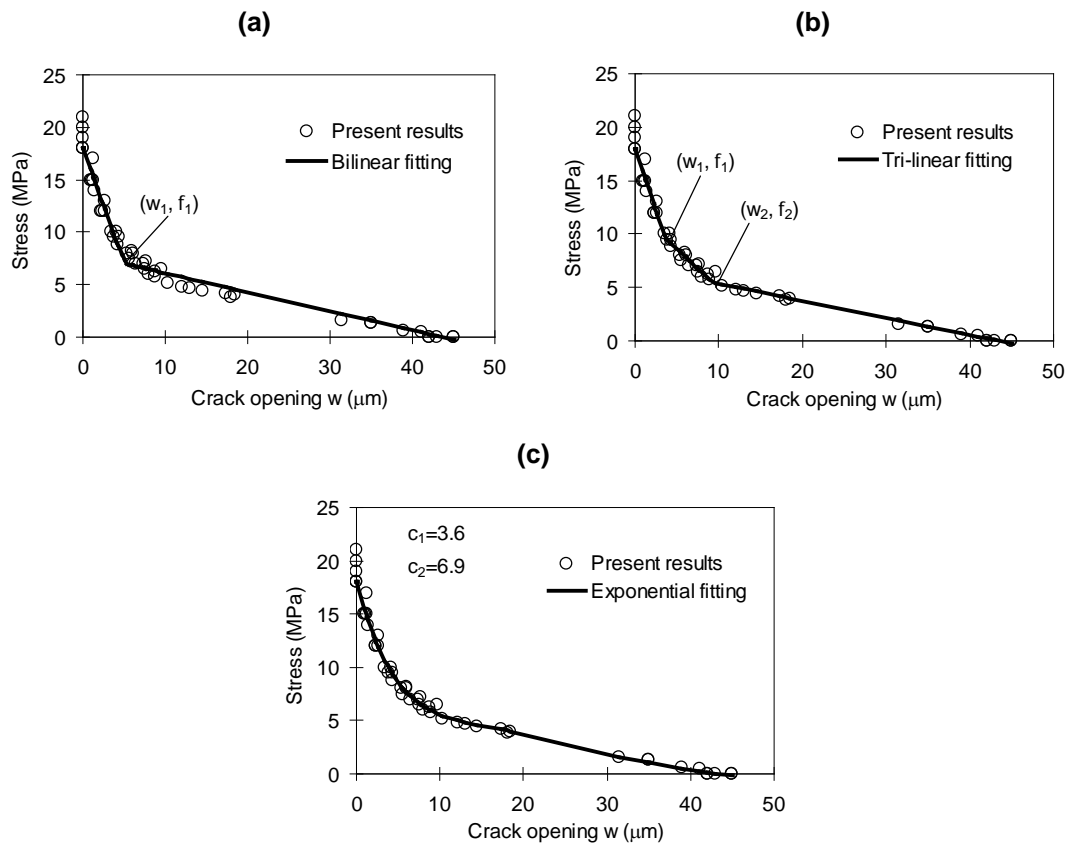 (a)
25
20
15
10
5
0
Stress (MPa)
Present results
Bilinear fitting
(w₁, f₁)
0 10 20 30 40 50
Crack opening w (μm)
(b)
25
20
15
10
5
0
Stress (MPa)
Present results
Tri-linear fitting
(w₁, f₁)
(w₂, f₂)
0 10 20 30 40 50
Crack opening w (μm)
(c)
25
20
15
10
5
0
Stress (MPa)
c₁=3.6
c₂=6.9
Present results
Exponential fitting
0 10 20 30 40 50
Crack opening w (μm)